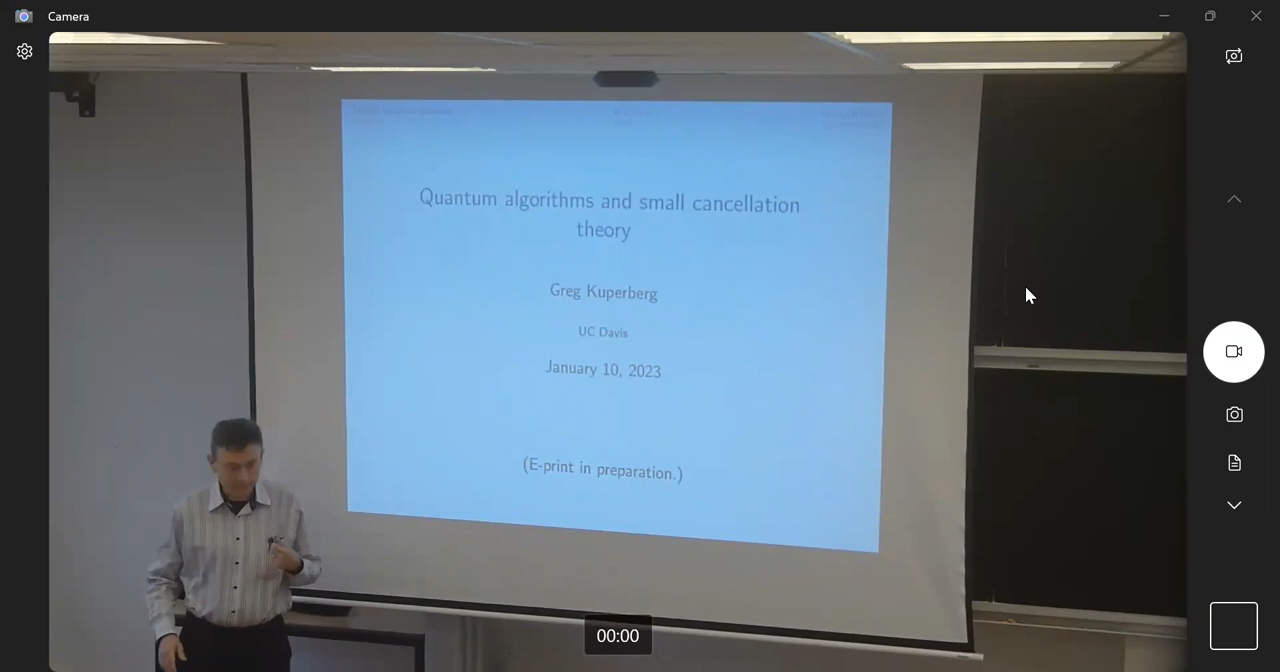 Camera
Quantum algorithms and small cancellation
theory
Greg Kuperberg
UC Davis
January 10, 2023
(E-print in preparation.)
00:00